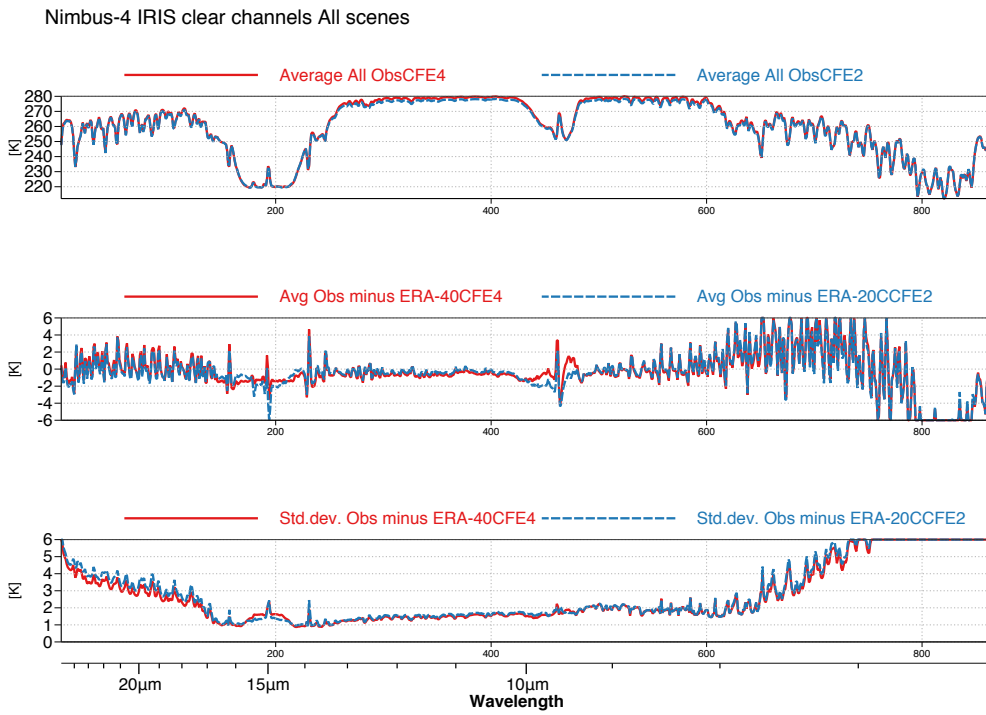 Nimbus-4 IRIS clear channels All scenes
Average All ObsCFE4 Average All ObsCFE2
280
270
260
250
240
230
220
[K]
200 400 600 800
Avg Obs minus ERA-40CFE4 Avg Obs minus ERA-20CCFE2
6
4
2
0
-2
-4
-6
[K]
200 400 600 800
Std.dev. Obs minus ERA-40CFE4 Std.dev. Obs minus ERA-20CCFE2
6
5
4
3
2
1
0
[K]
200 400 600 800
20μm 15μm 10μm
Wavelength